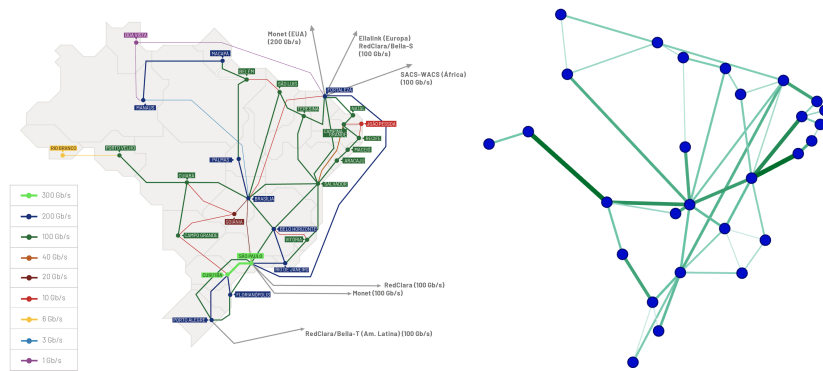 Monet (EUA)
(200 Gb/s)
Ellalink (Europa)
RedClara/Bella-S
(100 Gb/s)
SACS-WACS (África)
(100 Gb/s)
BOA VISTA
MACAPÁ
BELÉM
SÃO LUÍS
FORTALEZA
MANAUS
TERESINA
NATAL
CAMPINA
GRANDE
JOÃO PESSOA
RECIFE
MACEIÓ
ARACAJU
RIO BRANCO
PORTO VELHO
PALMAS
CUIABÁ
SALVADOR
BRASÍLIA
GOIÂNIA
CAMPO GRANDE
BELO HORIZONTE
VITÓRIA
SÃO PAULO
RIO DE JANEIRO
CURITIBA
FLORIANÓPOLIS
PORTO ALEGRE
300 Gb/s
200 Gb/s
100 Gb/s
40 Gb/s
20 Gb/s
10 Gb/s
6 Gb/s
3 Gb/s
1 Gb/s
RedClara (100 Gb/s)
Monet (100 Gb/s)
RedClara/Bella-T (Am. Latina) (100 Gb/s)